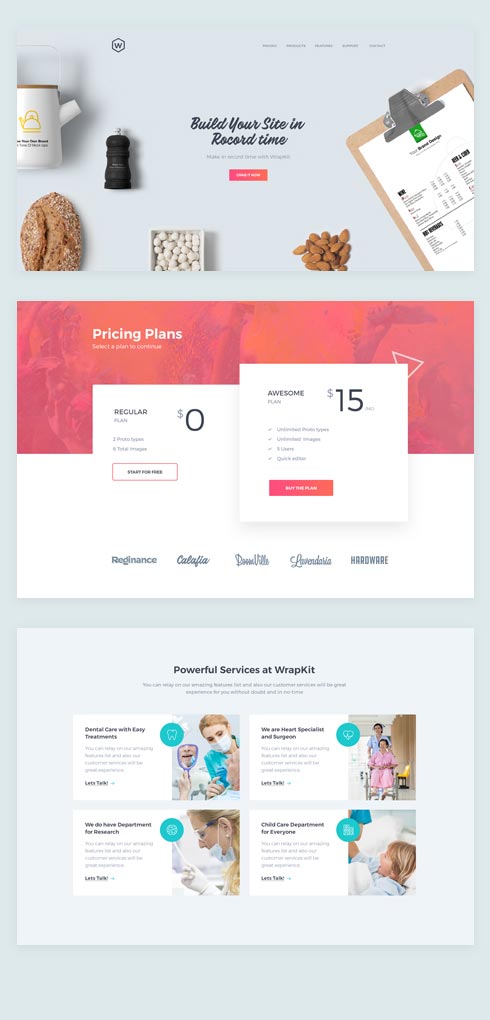 W
PRICING PRODUCTS FEATURES SUPPORT CONTACT
Build Your Site in
Rocord time
Make in record time with WrapKit
Your Own Brand
Brand Design
Pricing Plans
Select a plan to continue
REGULAR
PLAN
$0
2 Proto types
6 Total Images
START FOR FREE
AWESOME
PLAN
$15 /MO
Unlimited Proto types
Unlimited Images
5 Users
Quick editor
BUY THE PLAN
Reginance Calafia BoomVille Lavendaria HARDWARE
Powerful Services at WrapKit
You can relay on our amazing features list and also our customer services will be great
experience for you without doubt and in no-time
Dental Care with Easy
Treatments
You can relay on our amazing
features list and also our
customer services will be
great experience.
Lets Talk!
We are Heart Specialist
and Surgeon
You can relay on our amazing
features list and also our
customer services will be
great experience.
Lets Talk!
We do have Department
for Research
You can relay on our amazing
features list and also our
customer services will be
great experience.
Lets Talk!
Child Care Department
for Everyone
You can relay on our amazing
features list and also our
customer services will be
great experience.
Lets Talk!